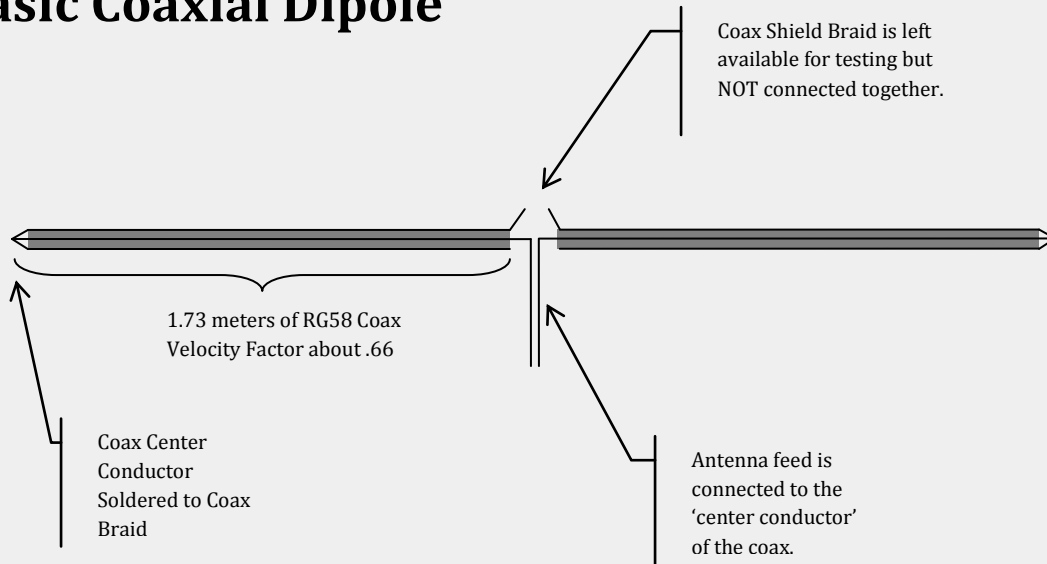 asic Coaxial Dipole
Coax Shield Braid is left
available for testing but
NOT connected together.
1.73 meters of RG58 Coax
Velocity Factor about .66
Coax Center
Conductor
Soldered to Coax
Braid
Antenna feed is
connected to the
‘center conductor’
of the coax.